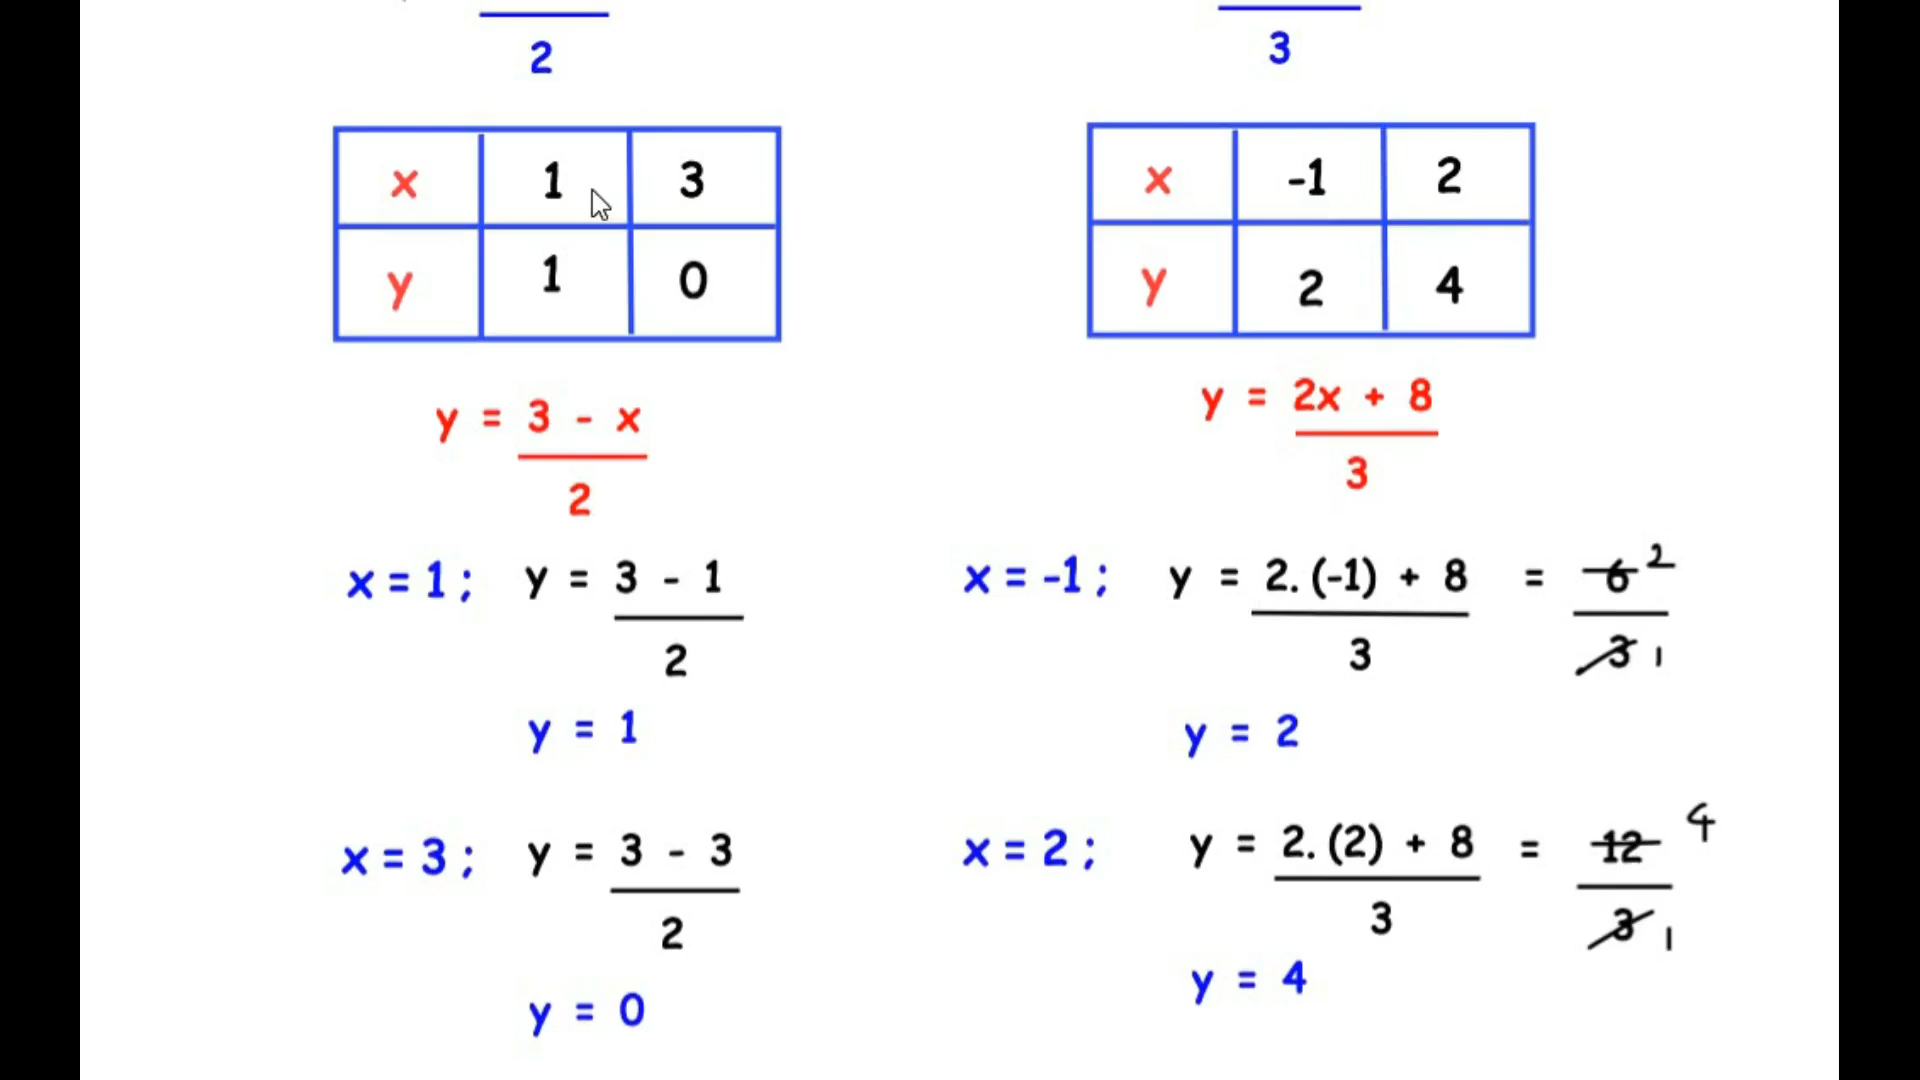 2
3
x 1 3
y 1 0
x -1 2
y 2 4
y = 3 - x
2
y = 2x + 8
3
x = 1 ; y = 3 - 1
2
y = 1
x = 3 ; y = 3 - 3
2
y = 0
x = -1 ; y = 2. (-1) + 8 = 6 2
3 3 1
y = 2
x = 2 ; y = 2. (2) + 8 = 12 4
3 3 1
y = 4